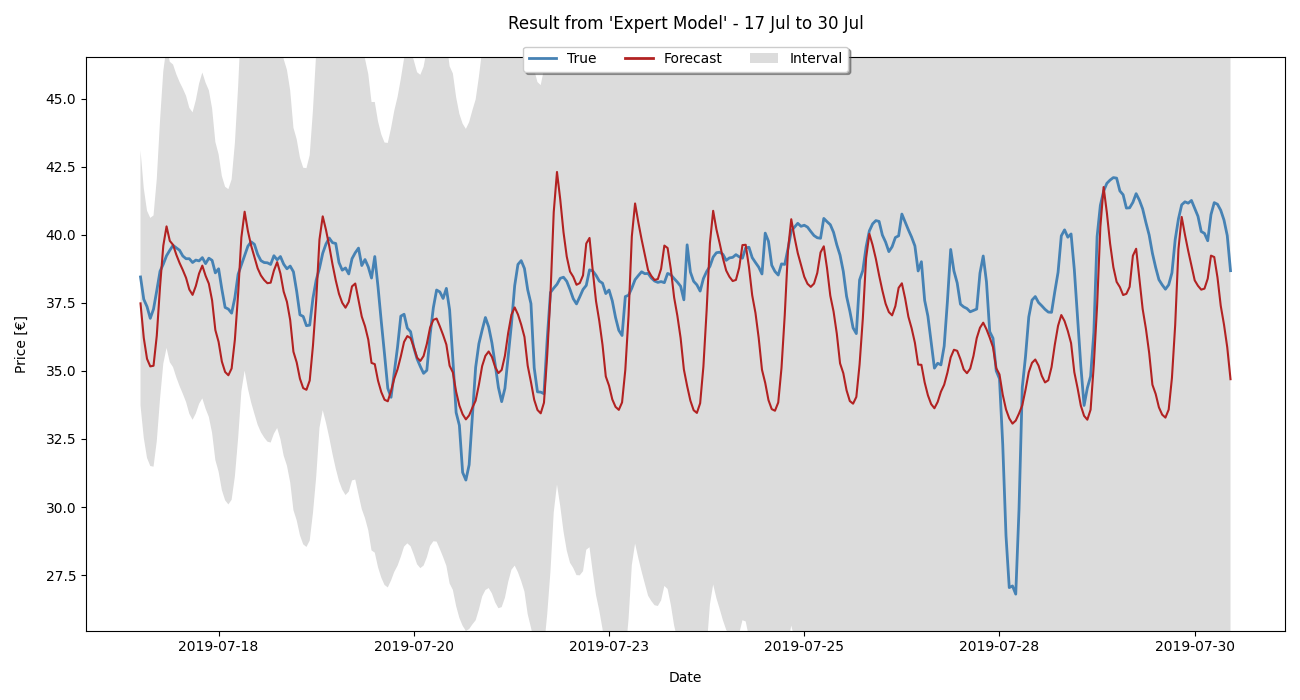 Result from 'Expert Model' - 17 Jul to 30 Jul
True Forecast Interval
45.0
42.5
40.0
37.5
35.0
32.5
30.0
27.5
Price [€]
2019-07-18 2019-07-20 2019-07-23 2019-07-25 2019-07-28 2019-07-30
Date